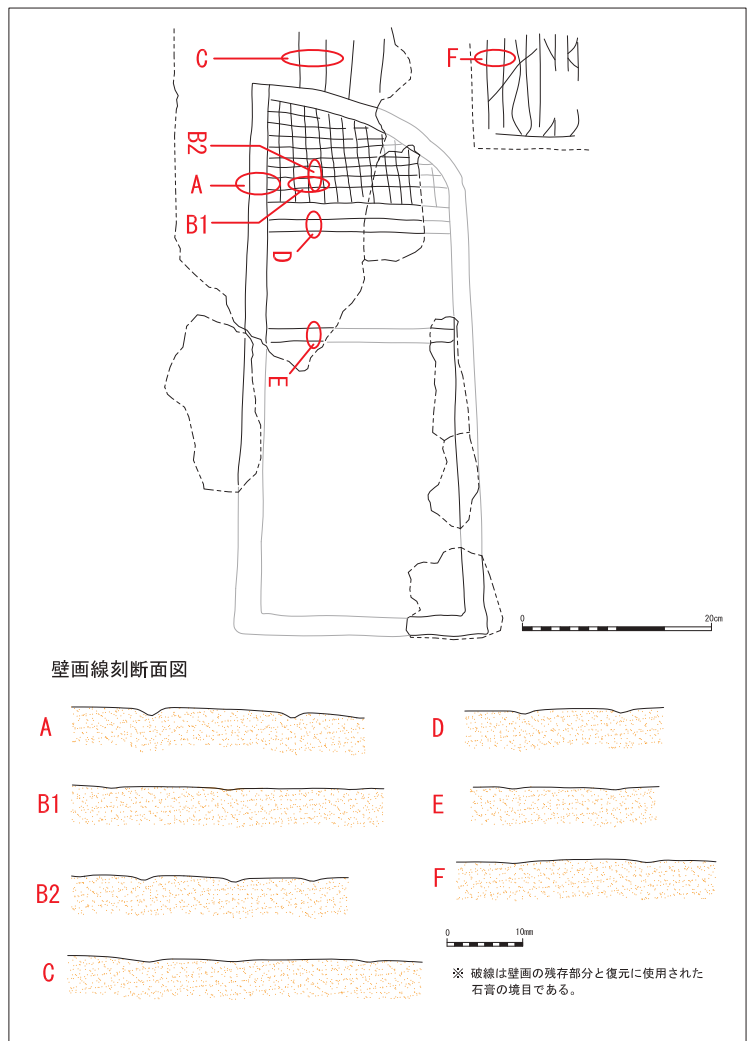 C
F
B2
A
B1
D
E
0 20cm
壁画線刻断面図
A
D
B1
E
B2
F
C
0 10mm
※ 破線は壁画の残存部分と復元に使用された
石膏の境目である。